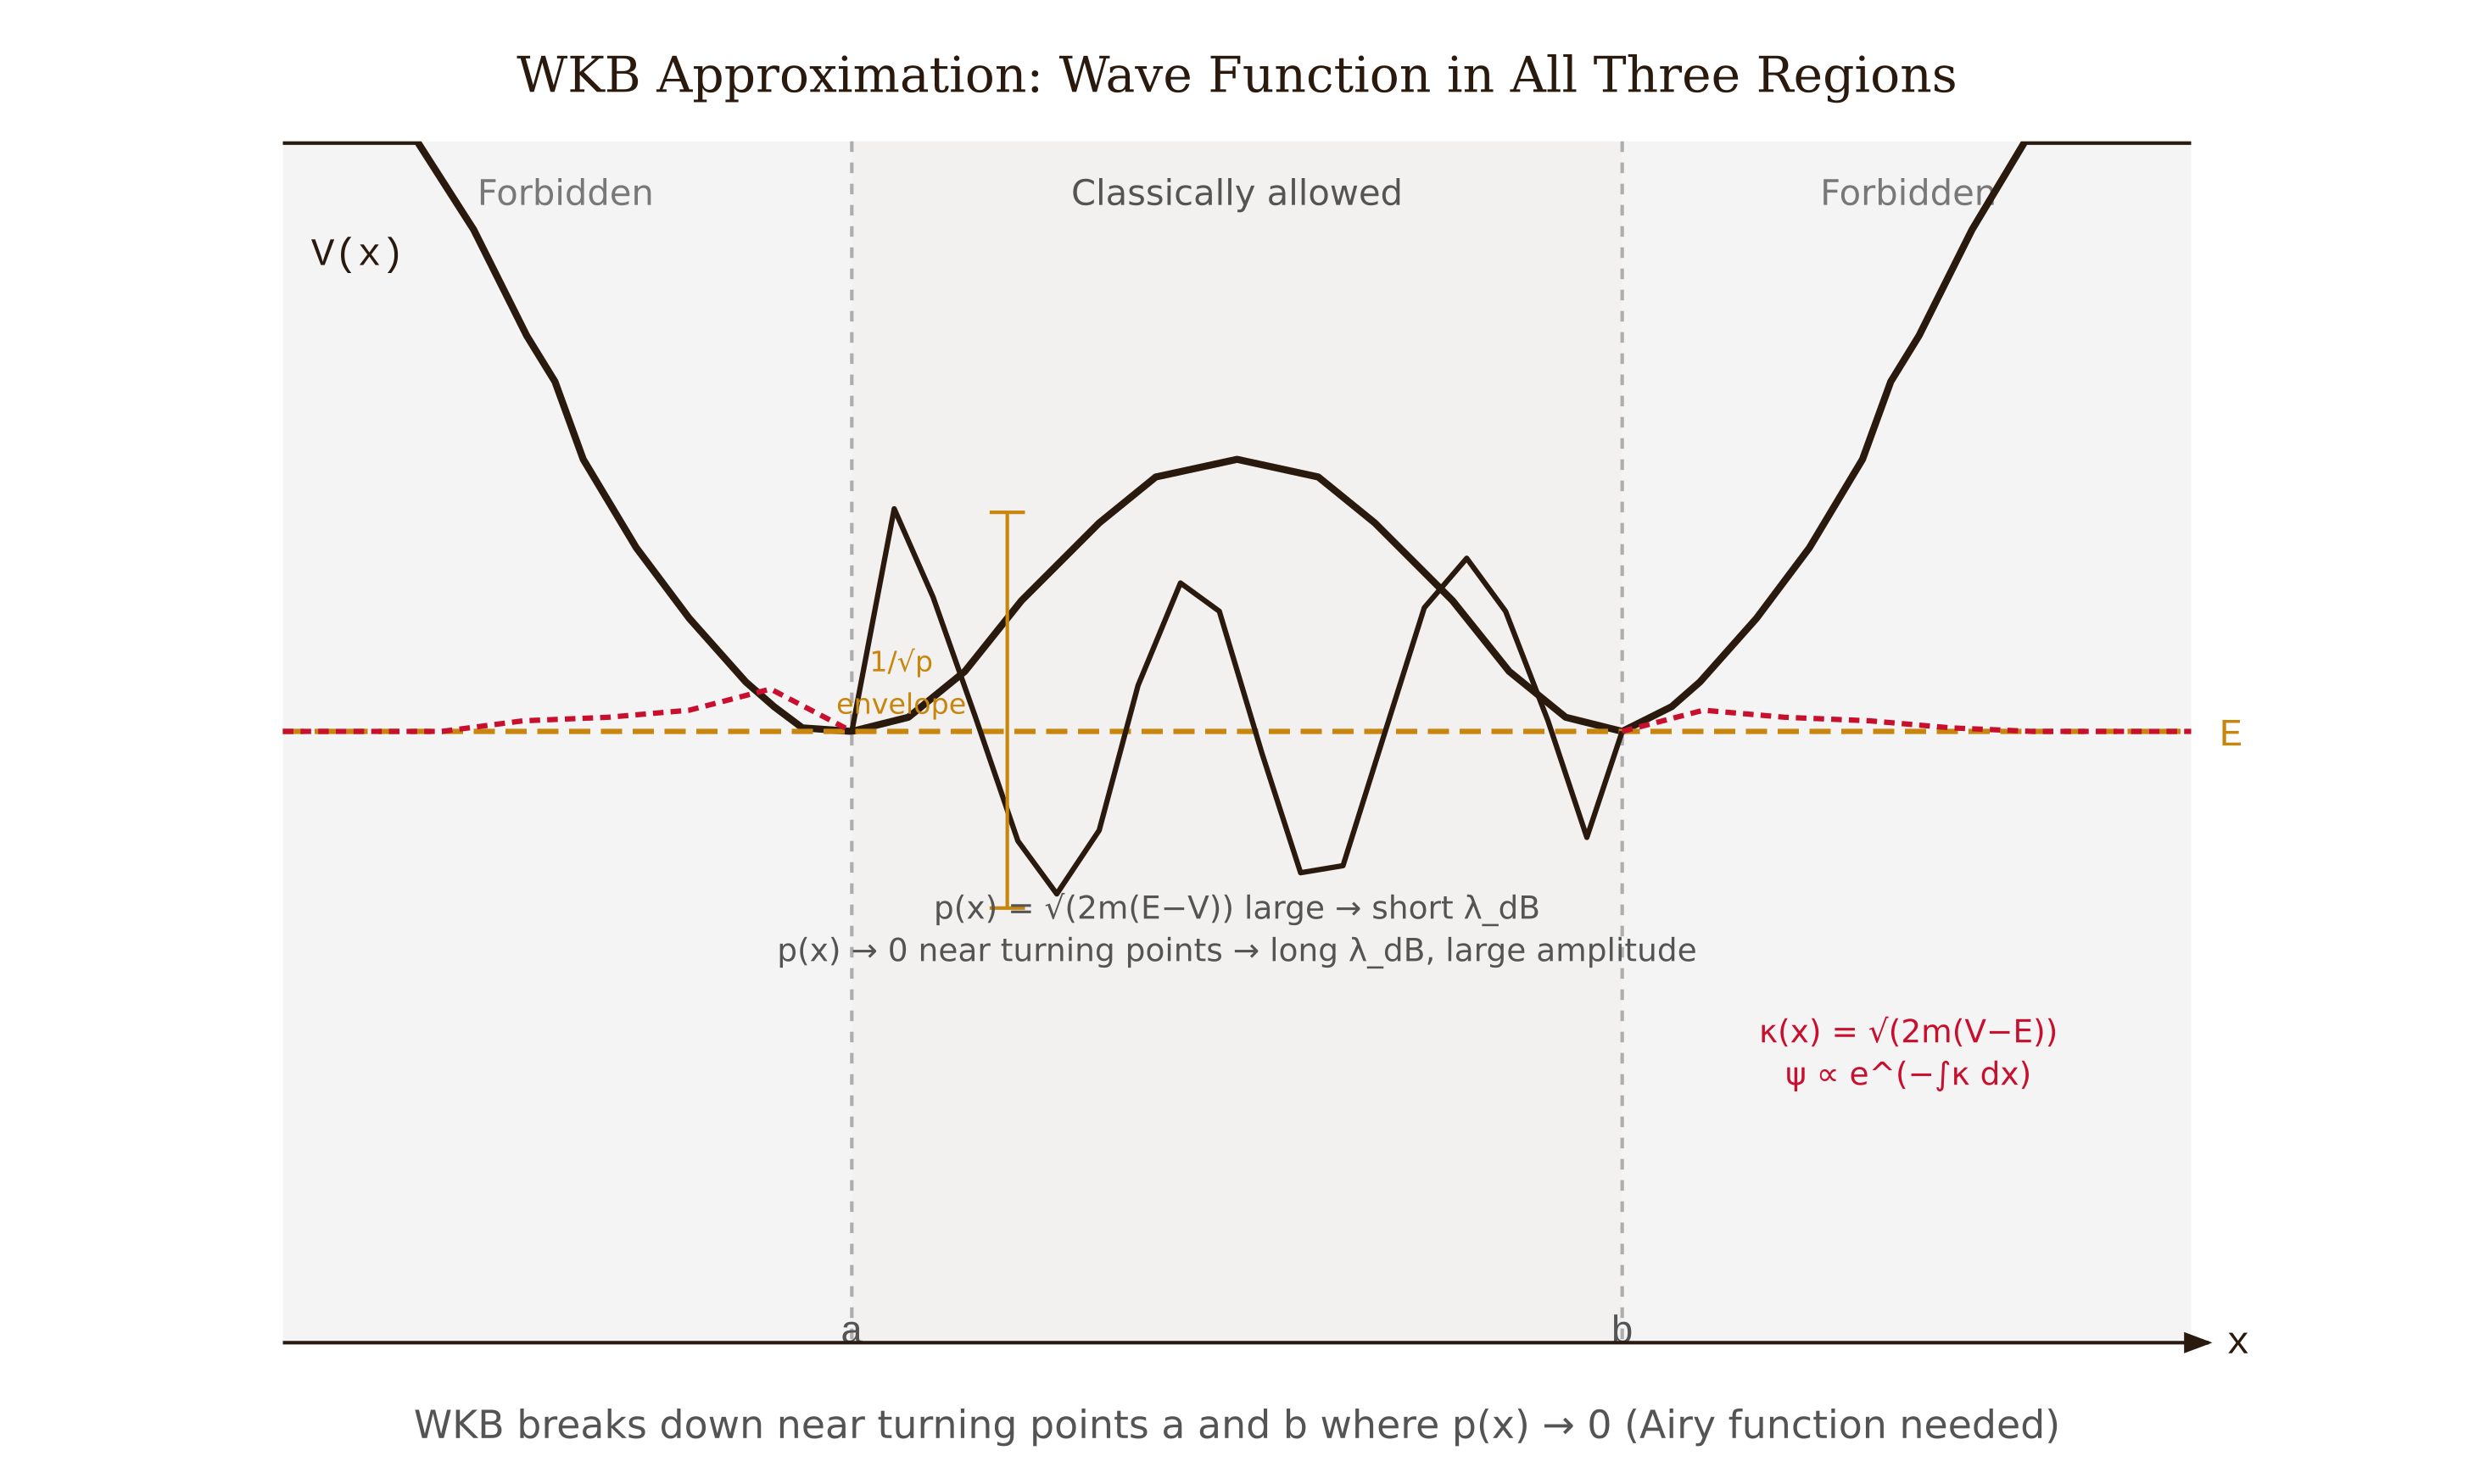 WKB Approximation: Wave Function in All Three Regions
Forbidden
Classically allowed
Forbidden
V(x)
1/√p
envelope
E
p(x) = √(2m(E−V)) large → short λ_dB
p(x) → 0 near turning points → long λ_dB, large amplitude
κ(x) = √(2m(V−E))
ψ ∝ e^(−∫κ dx)
a
b
x
WKB breaks down near turning points a and b where p(x) → 0 (Airy function needed)